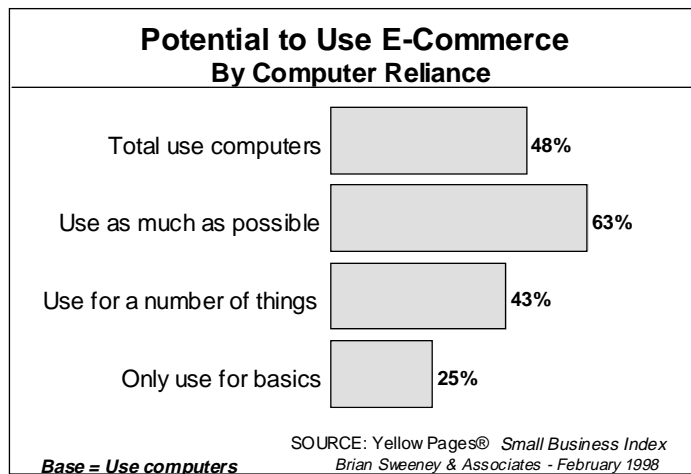 Potential to Use E-Commerce
By Computer Reliance
Total use computers 48%
Use as much as possible 63%
Use for a number of things 43%
Only use for basics 25%
SOURCE: Yellow Pages® Small Business Index
Base = Use computers Brian Sweeney & Associates - February 1998